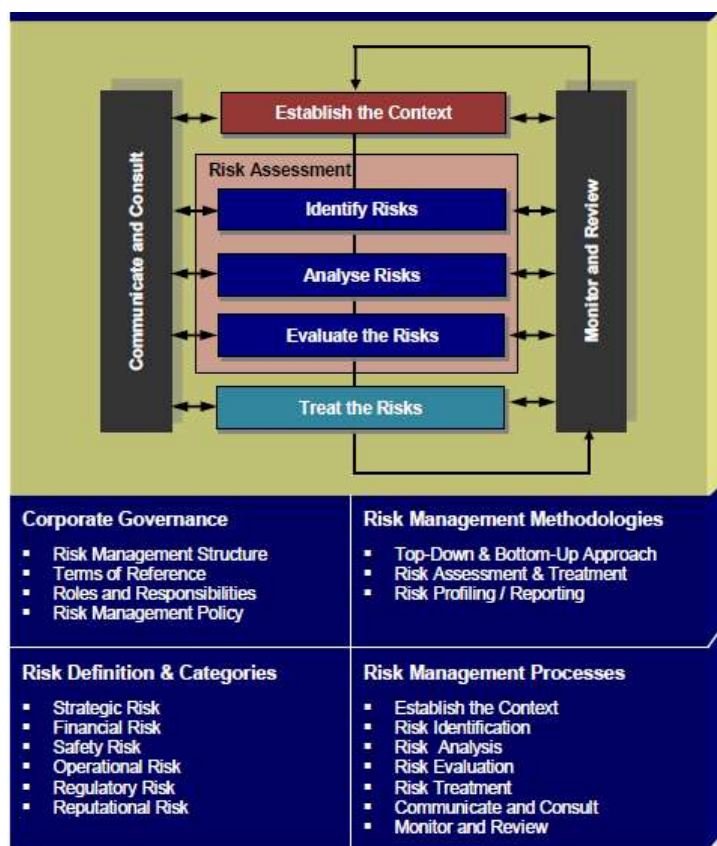 Establish the Context
Risk Assessment
Identify Risks
Analyse Risks
Evaluate the Risks
Treat the Risks
Communicate and Consult
Monitor and Review
Corporate Governance
▪ Risk Management Structure
▪ Terms of Reference
▪ Roles and Responsibilities
▪ Risk Management Policy
Risk Management Methodologies
▪ Top-Down & Bottom-Up Approach
▪ Risk Assessment & Treatment
▪ Risk Profiling / Reporting
Risk Definition & Categories
▪ Strategic Risk
▪ Financial Risk
▪ Safety Risk
▪ Operational Risk
▪ Regulatory Risk
▪ Reputational Risk
Risk Management Processes
▪ Establish the Context
▪ Risk Identification
▪ Risk Analysis
▪ Risk Evaluation
▪ Risk Treatment
▪ Communicate and Consult
▪ Monitor and Review